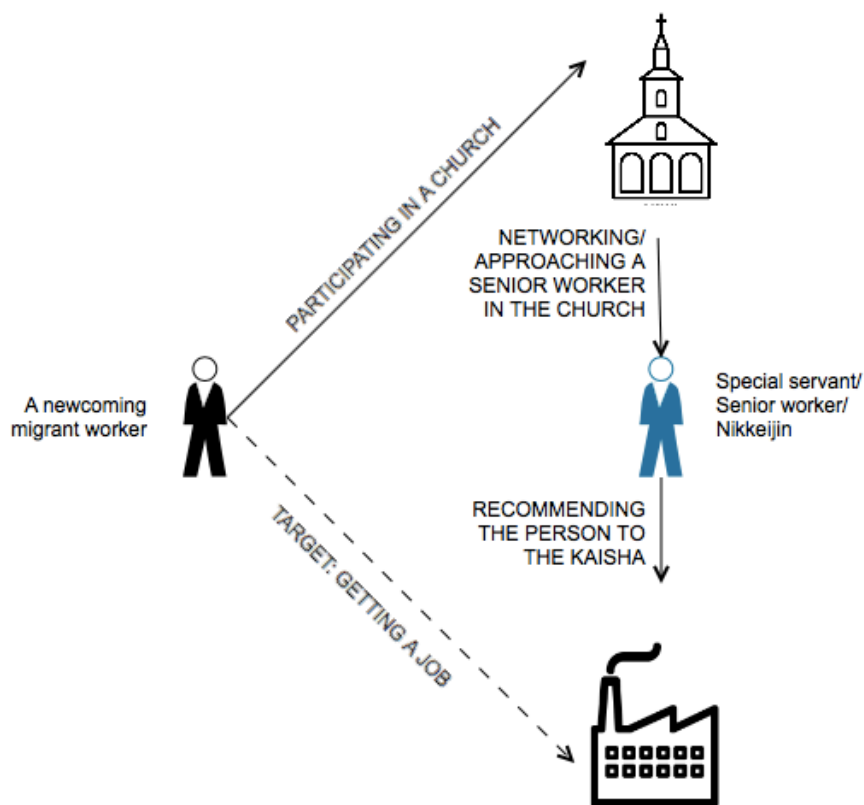 PARTICIPATING IN A CHURCH
NETWORKING/
APPROACHING A
SENIOR WORKER
IN THE CHURCH
A newcoming
migrant worker
Special servant/
Senior worker/
Nikkeijin
RECOMMENDING
THE PERSON TO
THE KAISHA
TARGET: GETTING A JOB